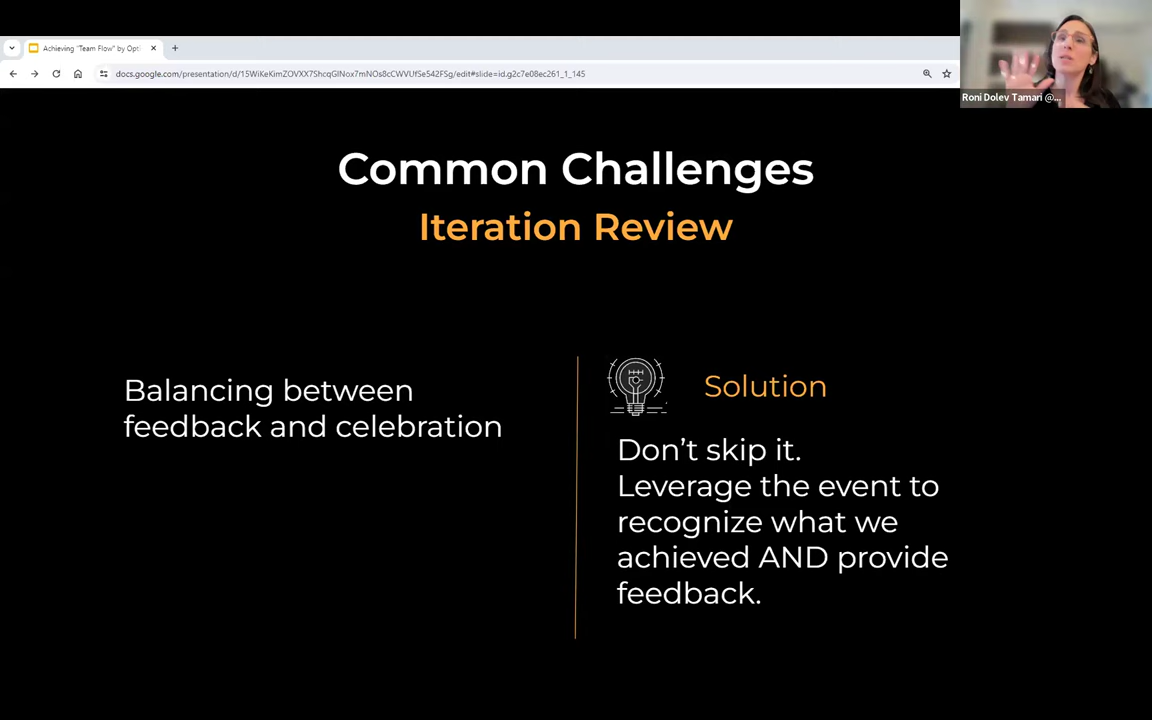 Achieving "Team Flow" by Opti
docs.google.com/presentation/d/15WiKeKimZOVXX7ShcqGlNox7mNOs8cCWVUfSe542FSg/edit#slide=id.g2c7e08ec261_1_145
Roni Dolev Tamari @...
Common Challenges
Iteration Review
Balancing between
feedback and celebration
Solution
Don't skip it.
Leverage the event to
recognize what we
achieved AND provide
feedback.